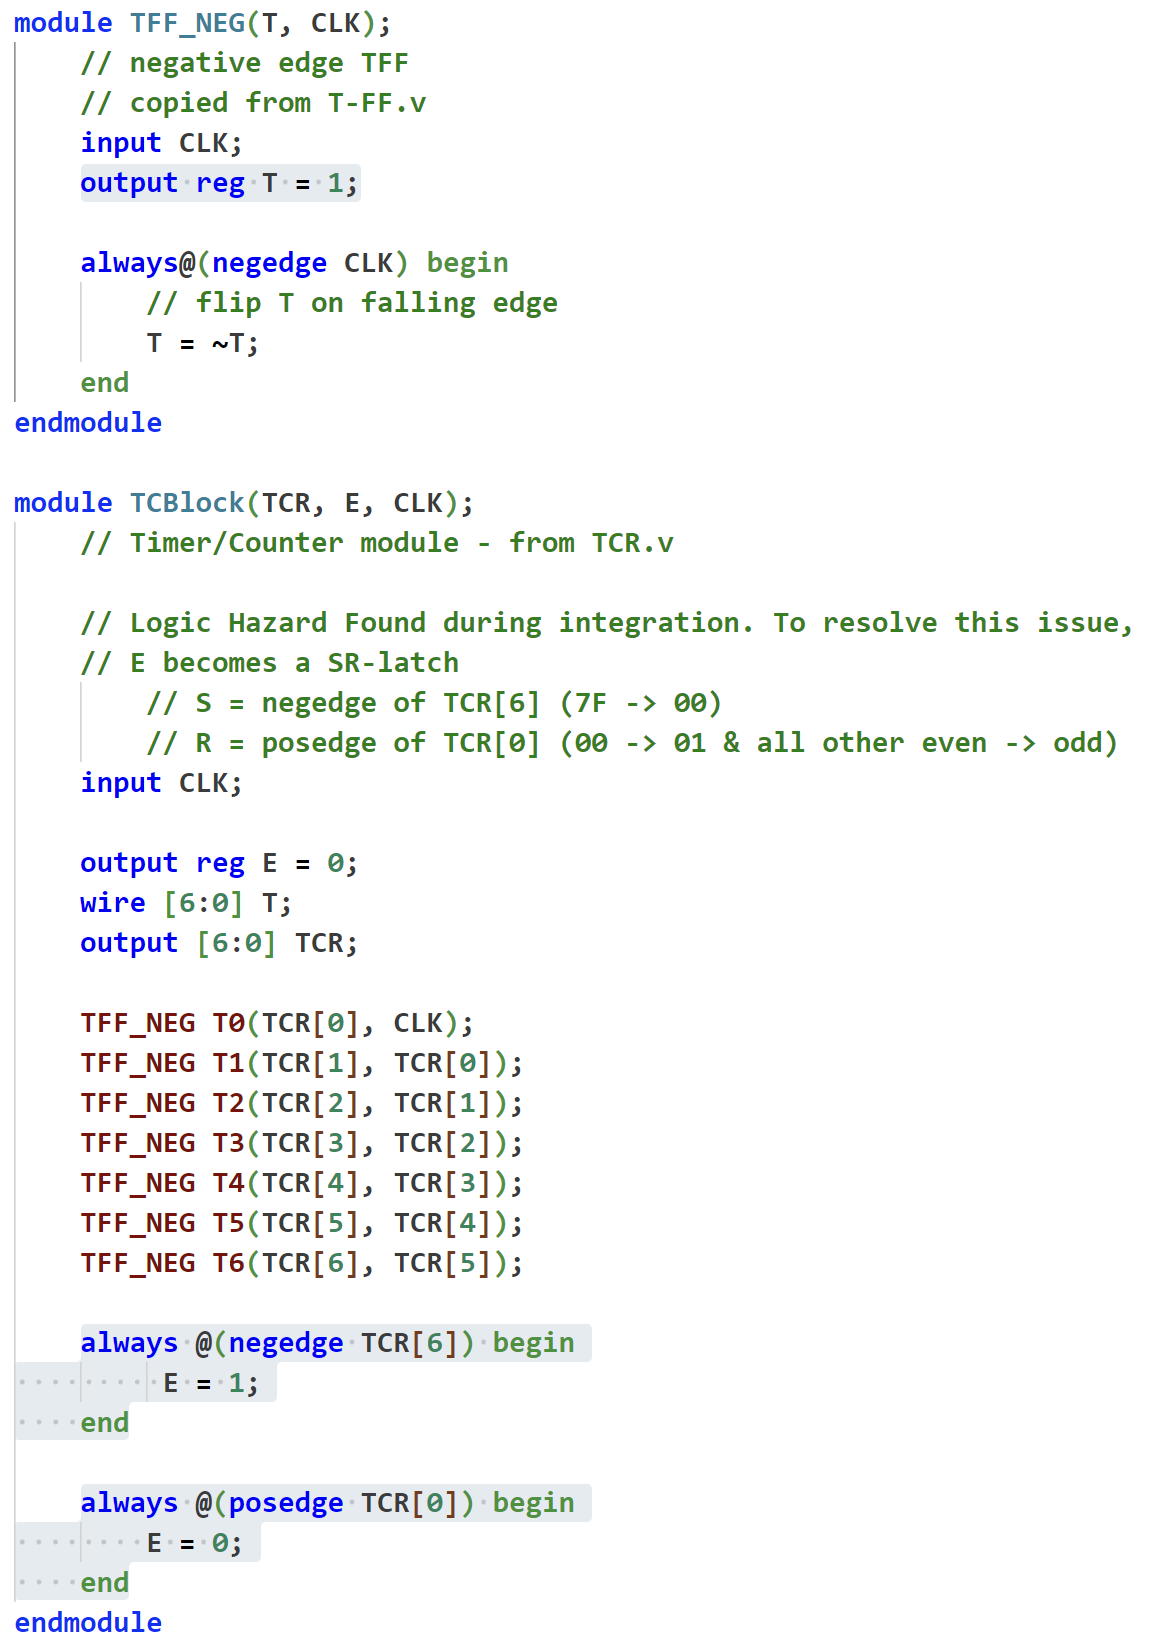 module TFF_NEG(T, CLK);
// negative edge TFF
// copied from T-FF.v
input CLK;
output reg T = 1;
always@(negedge CLK) begin
// flip T on falling edge
T = ~T;
end
endmodule
module TCBlock(TCR, E, CLK);
// Timer/Counter module - from TCR.v
// Logic Hazard Found during integration. To resolve this issue,
// E becomes a SR-latch
// S = negedge of TCR[6] (7F -> 00)
// R = posedge of TCR[0] (00 -> 01 & all other even -> odd)
input CLK;
output reg E = 0;
wire [6:0] T;
output [6:0] TCR;
TFF_NEG T0(TCR[0], CLK);
TFF_NEG T1(TCR[1], TCR[0]);
TFF_NEG T2(TCR[2], TCR[1]);
TFF_NEG T3(TCR[3], TCR[2]);
TFF_NEG T4(TCR[4], TCR[3]);
TFF_NEG T5(TCR[5], TCR[4]);
TFF_NEG T6(TCR[6], TCR[5]);
always @(negedge TCR[6]) begin
E = 1;
end
always @(posedge TCR[0]) begin
E = 0;
end
endmodule